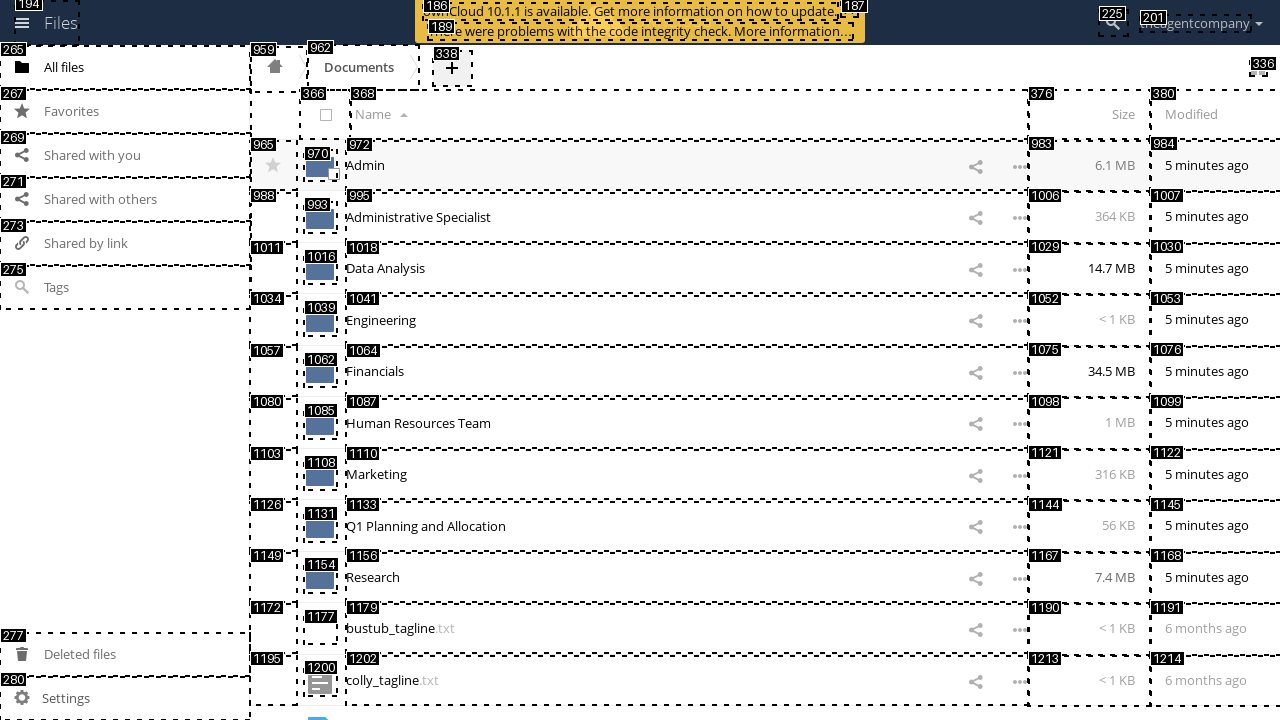 194
Files
186
ownCloud 10.1.1 is available. Get more information on how to update.
187
189
There were problems with the code integrity check. More information…
225
201
theagentcompany
265
All files
959
962
Documents
338
+
336
267
Favorites
366
368
Name
376
Size
380
Modified
269
Shared with you
965
970
972
Admin
983
6.1 MB
984
5 minutes ago
271
Shared with others
988
993
995
Administrative Specialist
1006
364 KB
1007
5 minutes ago
273
Shared by link
1011
1016
1018
Data Analysis
1029
14.7 MB
1030
5 minutes ago
275
Tags
1034
1039
1041
Engineering
1052
< 1 KB
1053
5 minutes ago
1057
1062
1064
Financials
1075
34.5 MB
1076
5 minutes ago
1080
1085
1087
Human Resources Team
1098
1 MB
1099
5 minutes ago
1103
1108
1110
Marketing
1121
316 KB
1122
5 minutes ago
1126
1131
1133
Q1 Planning and Allocation
1144
56 KB
1145
5 minutes ago
1149
1154
1156
Research
1167
7.4 MB
1168
5 minutes ago
1172
1177
1179
bustub_tagline.txt
1190
< 1 KB
1191
6 months ago
277
Deleted files
1195
1200
1202
colly_tagline.txt
1213
< 1 KB
1214
6 months ago
280
Settings